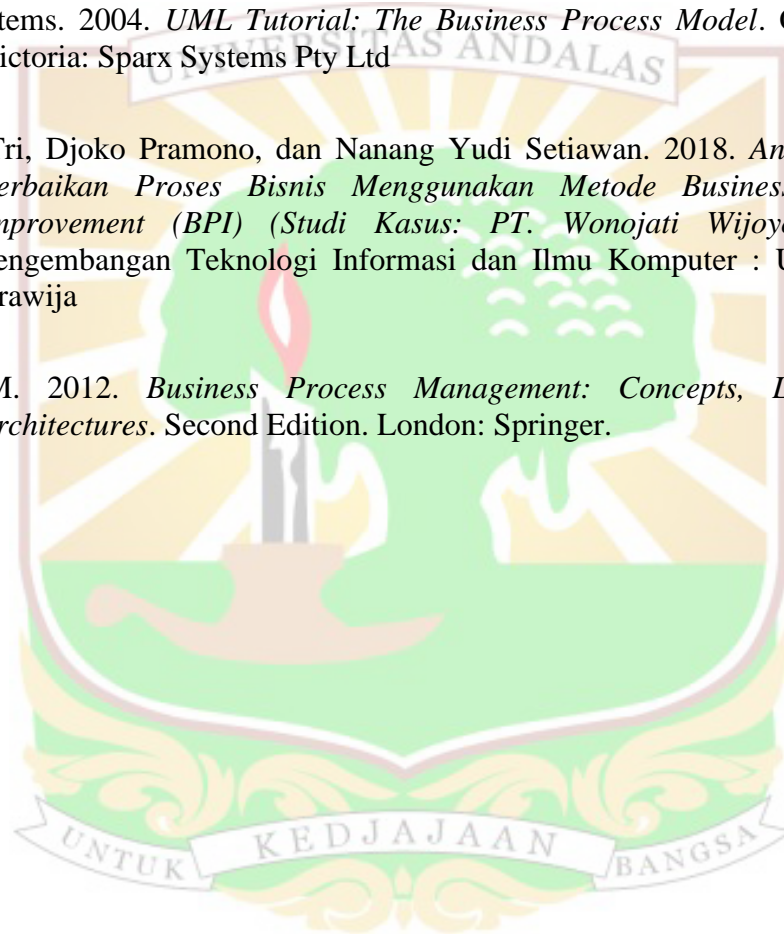 tems. 2004. UML Tutorial: The Business Process Model.
ictoria: Sparx Systems Pty Ltd
UNIVERSITAS ANDALAS
Tri, Djoko Pramono, dan Nanang Yudi Setiawan. 2018. An
erbaikan Proses Bisnis Menggunakan Metode Business
mprovement (BPI) (Studi Kasus: PT. Wonojati Wijoy
engembangan Teknologi Informasi dan Ilmu Komputer : U
rawija
M. 2012. Business Process Management: Concepts, L
rchitectures. Second Edition. London: Springer.
UNTUK KEDJAJAAN BANGSA